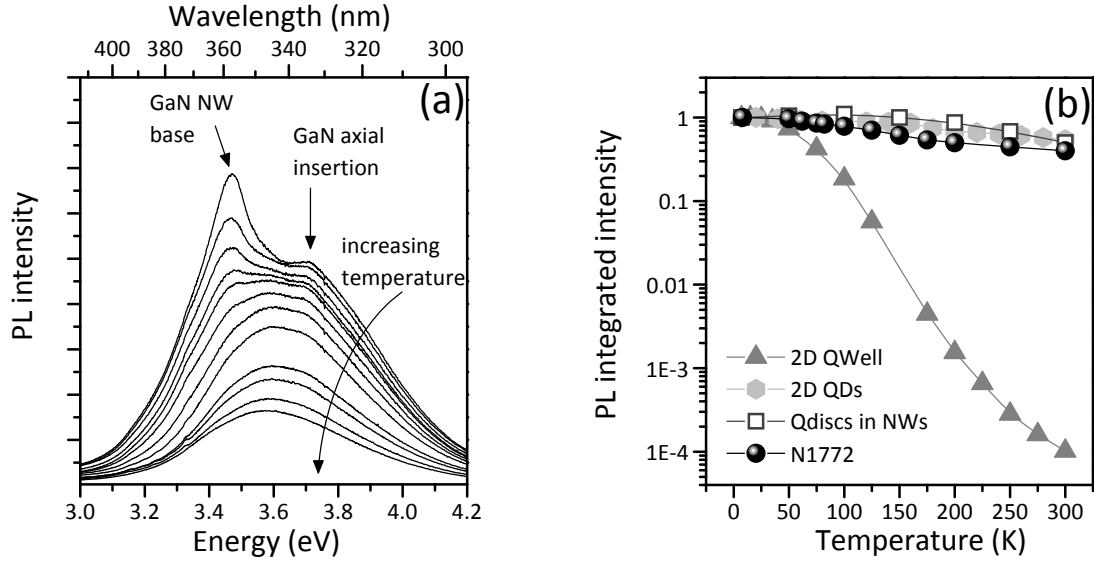 Wavelength (nm)
400 380 360 340 320 300
(a)
GaN NW
base
GaN axial
insertion
increasing
temperature
PL intensity
3.0 3.2 3.4 3.6 3.8 4.0 4.2
Energy (eV)
(b)
1
0.1
0.01
1E-3
1E-4
PL integrated intensity
2D QWell
2D QDs
Qdiscs in NWs
N1772
0 50 100 150 200 250 300
Temperature (K)